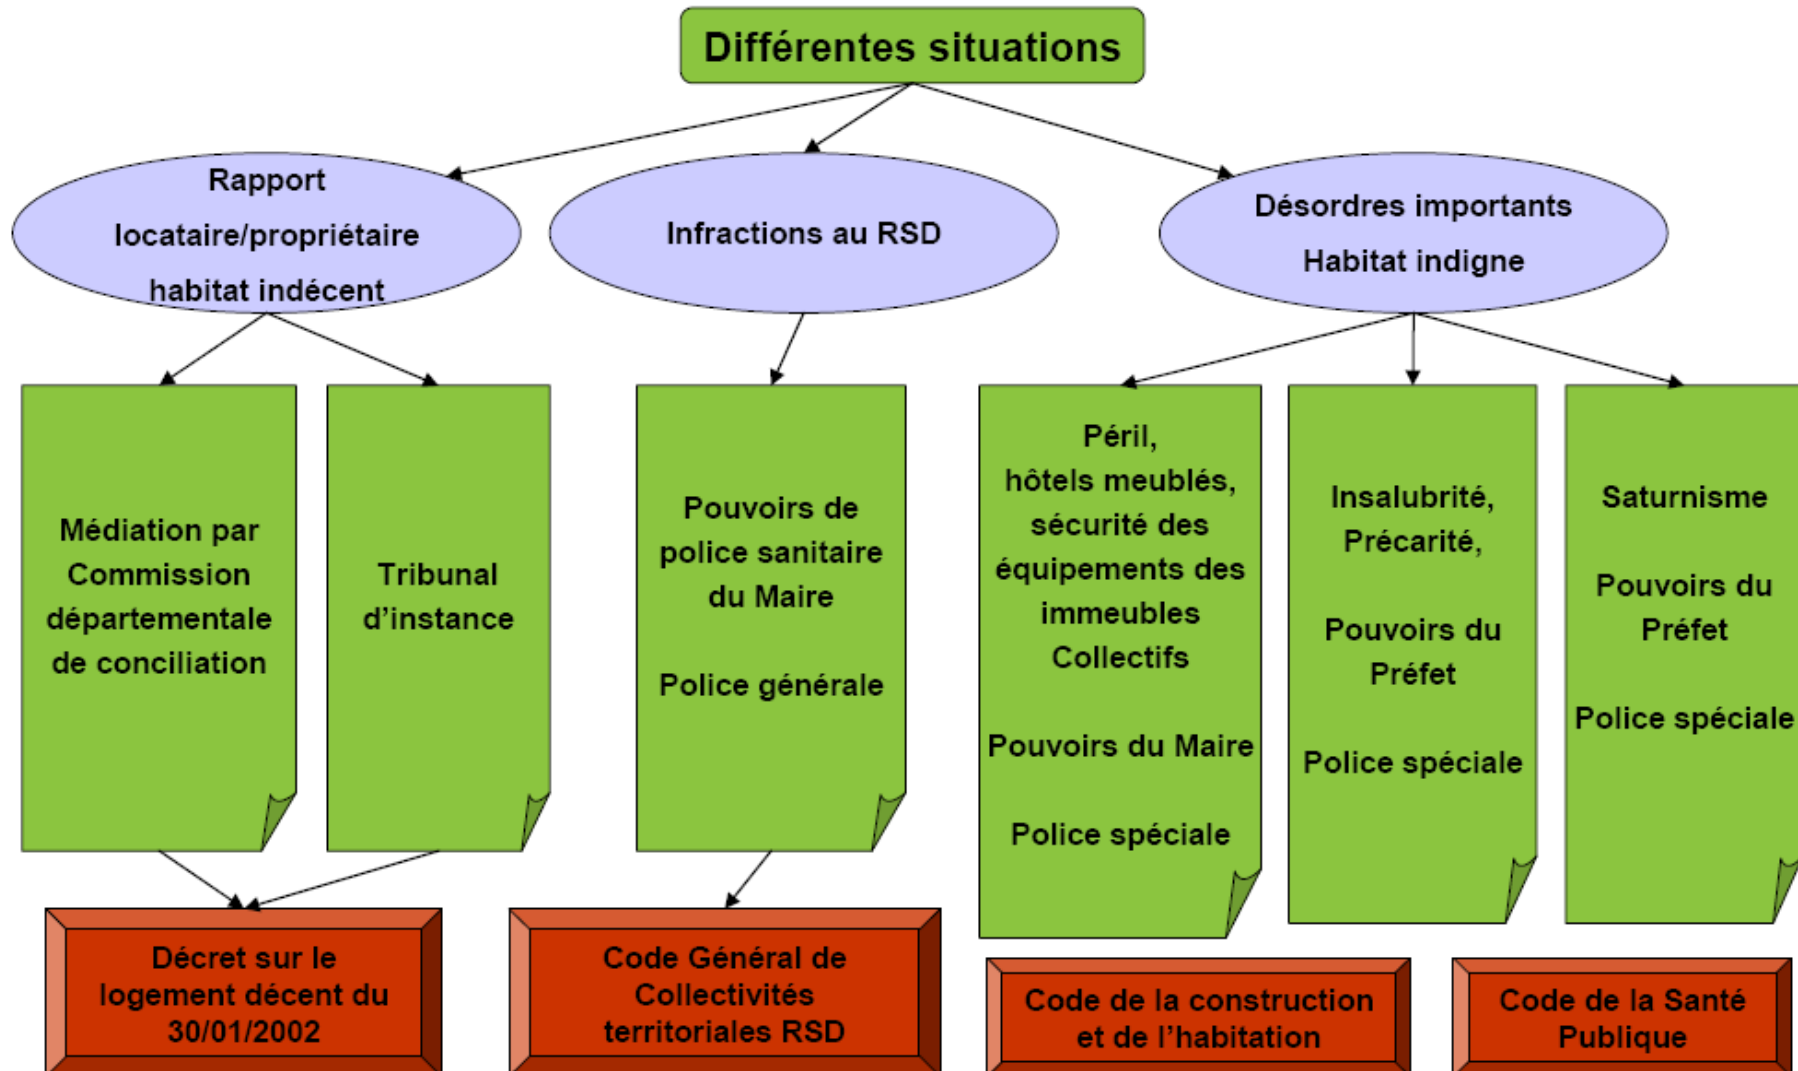 Différentes situations
Rapport
locataire/propriétaire
habitat indécent
Infractions au RSD
Désordres importants
Habitat indigne
Médiation par
Commission
départementale
de conciliation
Tribunal
d’instance
Pouvoirs de
police sanitaire
du Maire
Police générale
Péril,
hôtels meublés,
sécurité des
équipements des
immeubles
Collectifs
Pouvoirs du Maire
Police spéciale
Insalubrité,
Précarité,
Pouvoirs du
Préfet
Police spéciale
Saturnisme
Pouvoirs du
Préfet
Police spéciale
Décret sur le
logement décent du
30/01/2002
Code Général de
Collectivités
territoriales RSD
Code de la construction
et de l’habitation
Code de la Santé
Publique